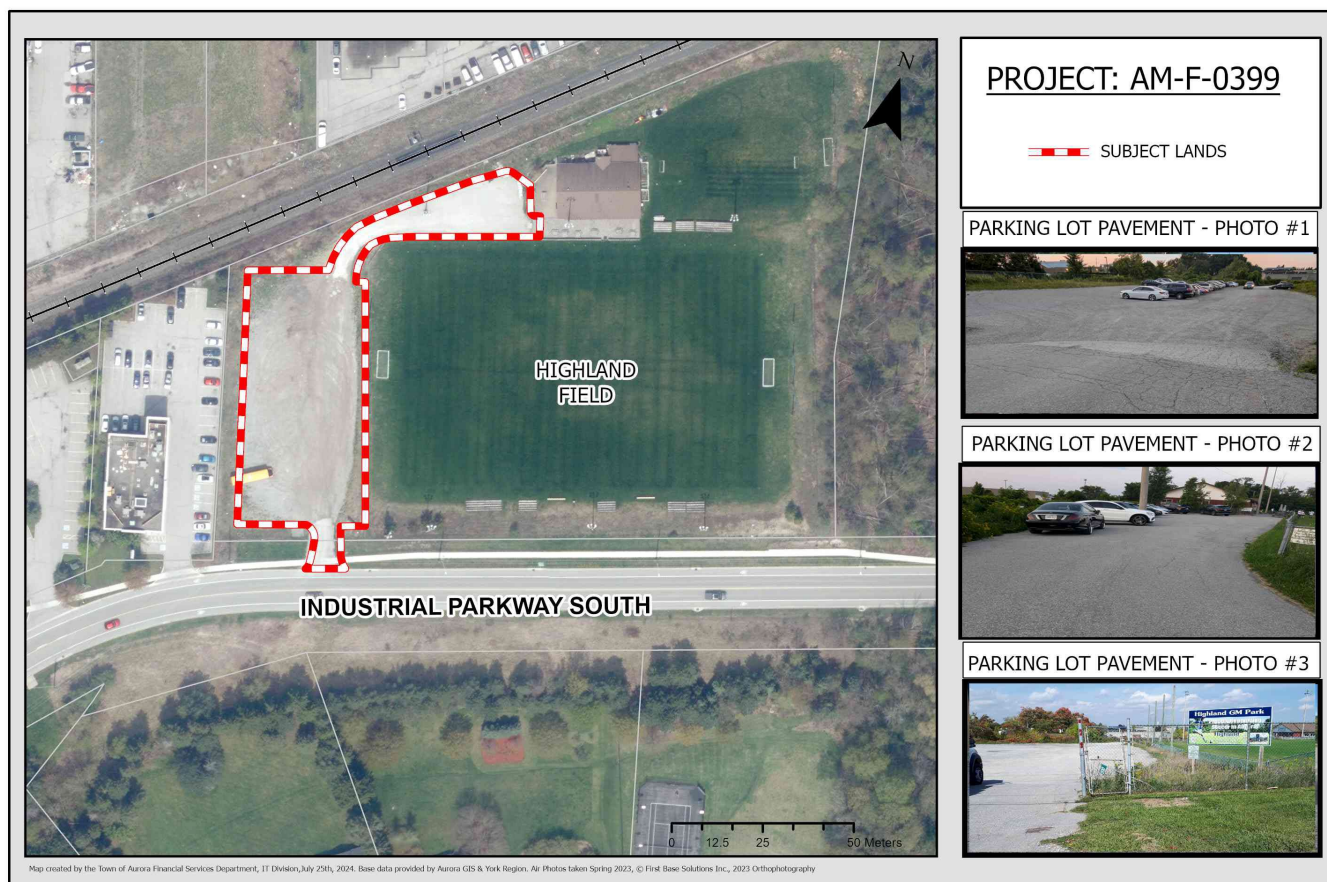 PROJECT: AM-F-0399
SUBJECT LANDS
PARKING LOT PAVEMENT - PHOTO #1
PARKING LOT PAVEMENT - PHOTO #2
PARKING LOT PAVEMENT - PHOTO #3
Highland GM Park
N
HIGHLAND
FIELD
INDUSTRIAL PARKWAY SOUTH
0 12.5 25 50 Meters
Map created by the Town of Aurora Financial Services Department, IT Division,July 25th, 2024. Base data provided by Aurora GIS & York Region. Air Photos taken Spring 2023, © First Base Solutions Inc., 2023 Orthophotography